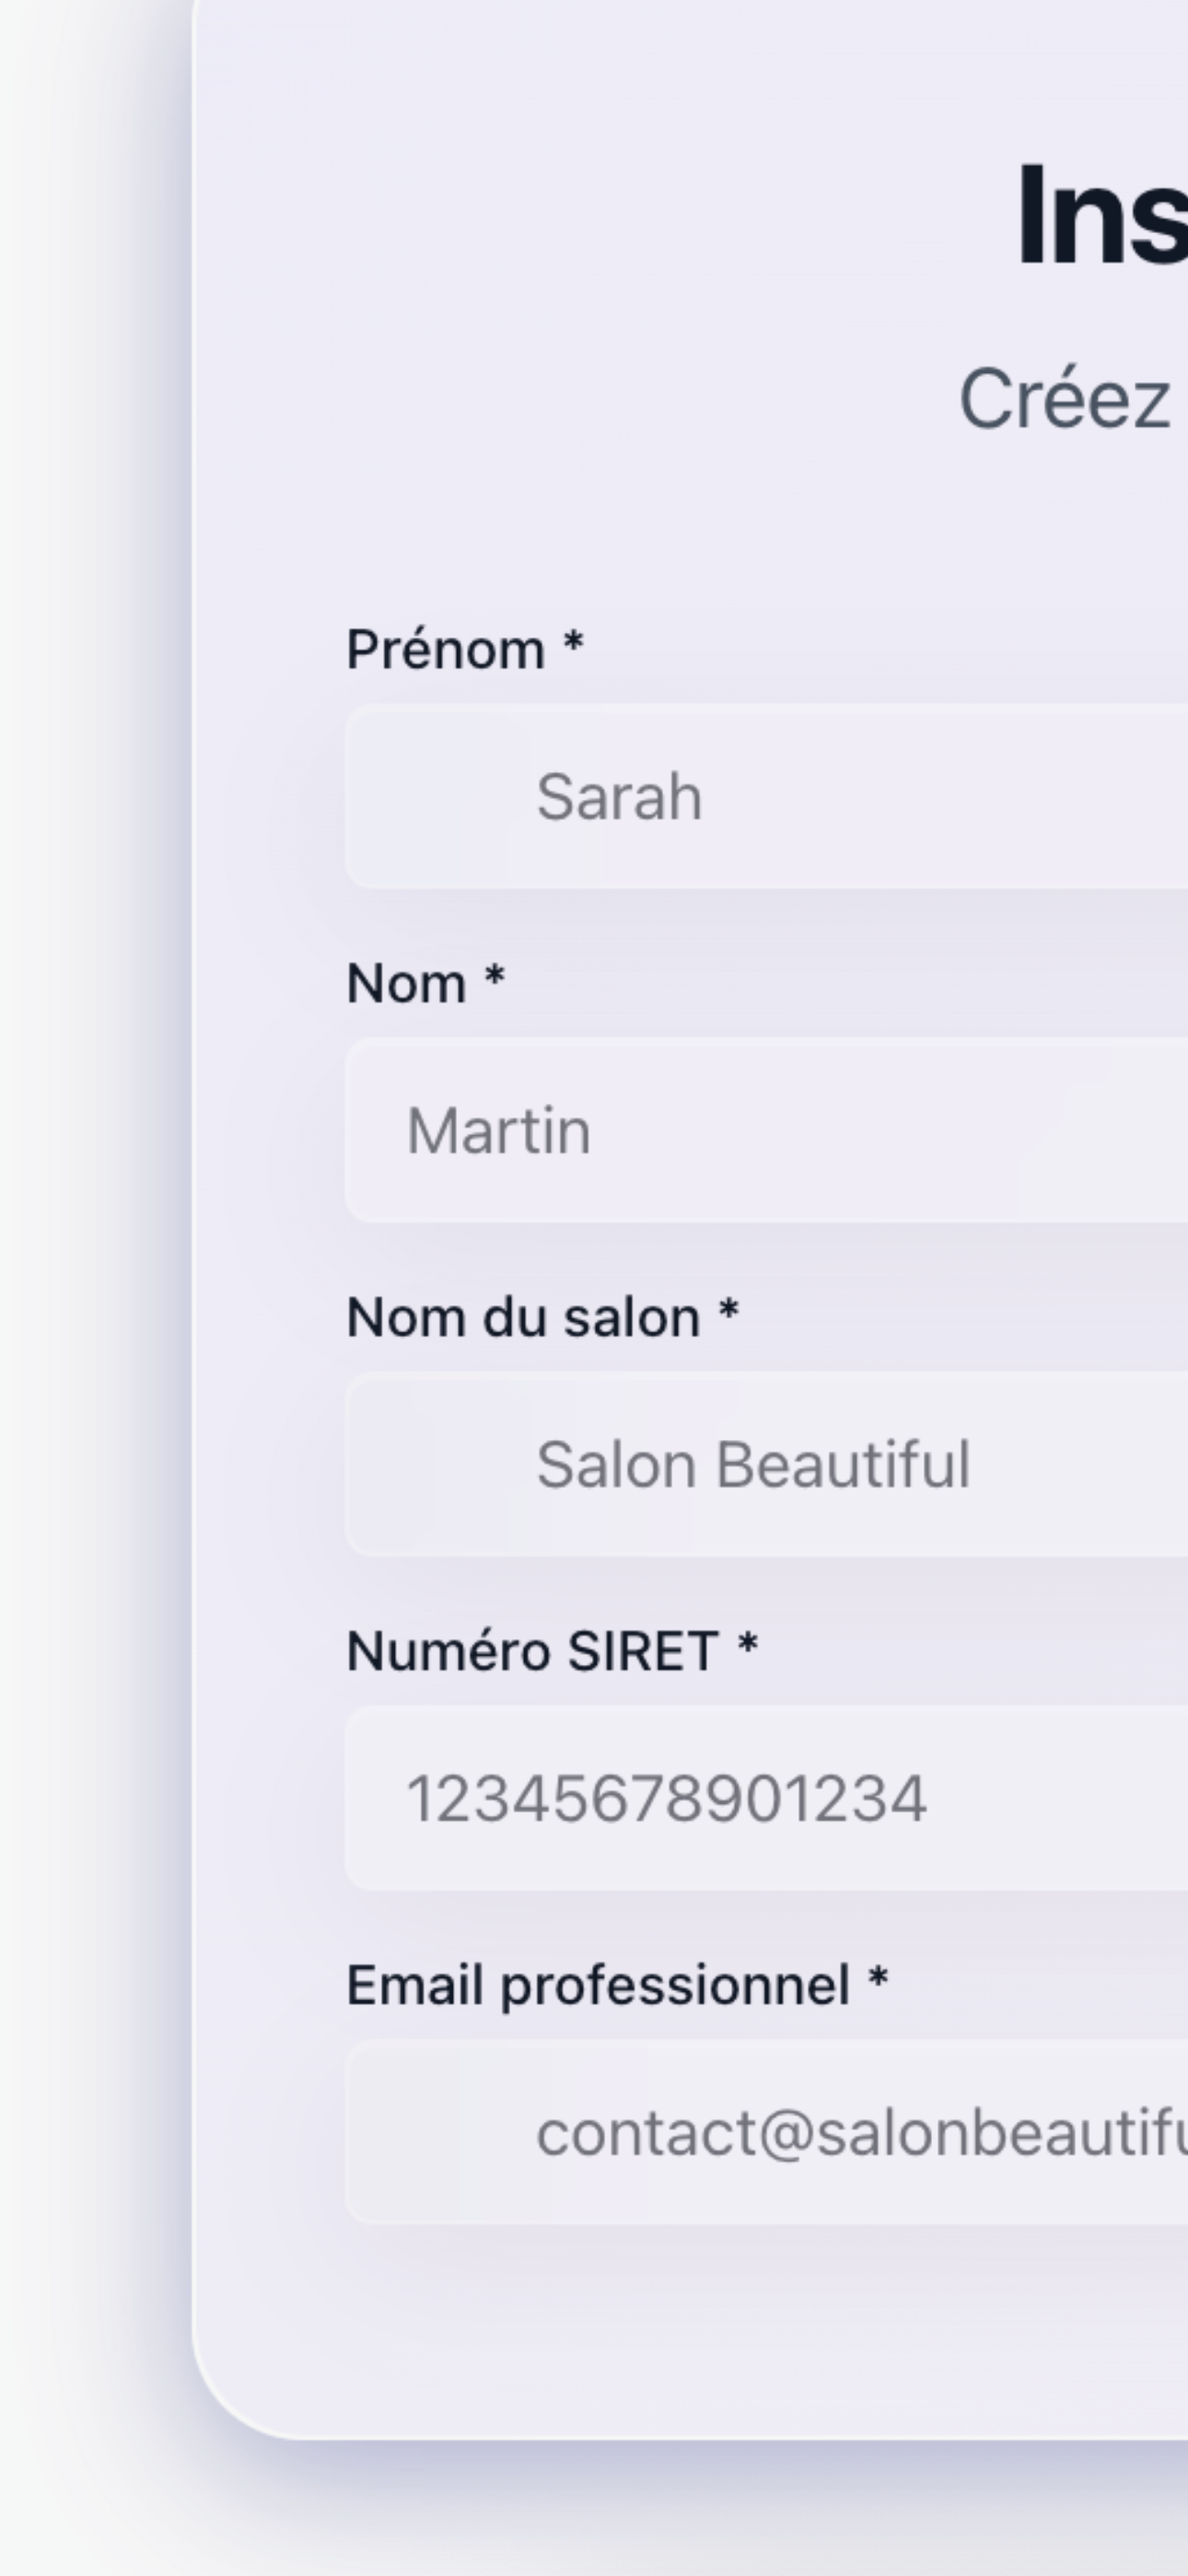 Ins
Créez
Prénom *
Sarah
Nom *
Martin
Nom du salon *
Salon Beautiful
Numéro SIRET *
12345678901234
Email professionnel *
contact@salonbeautifu